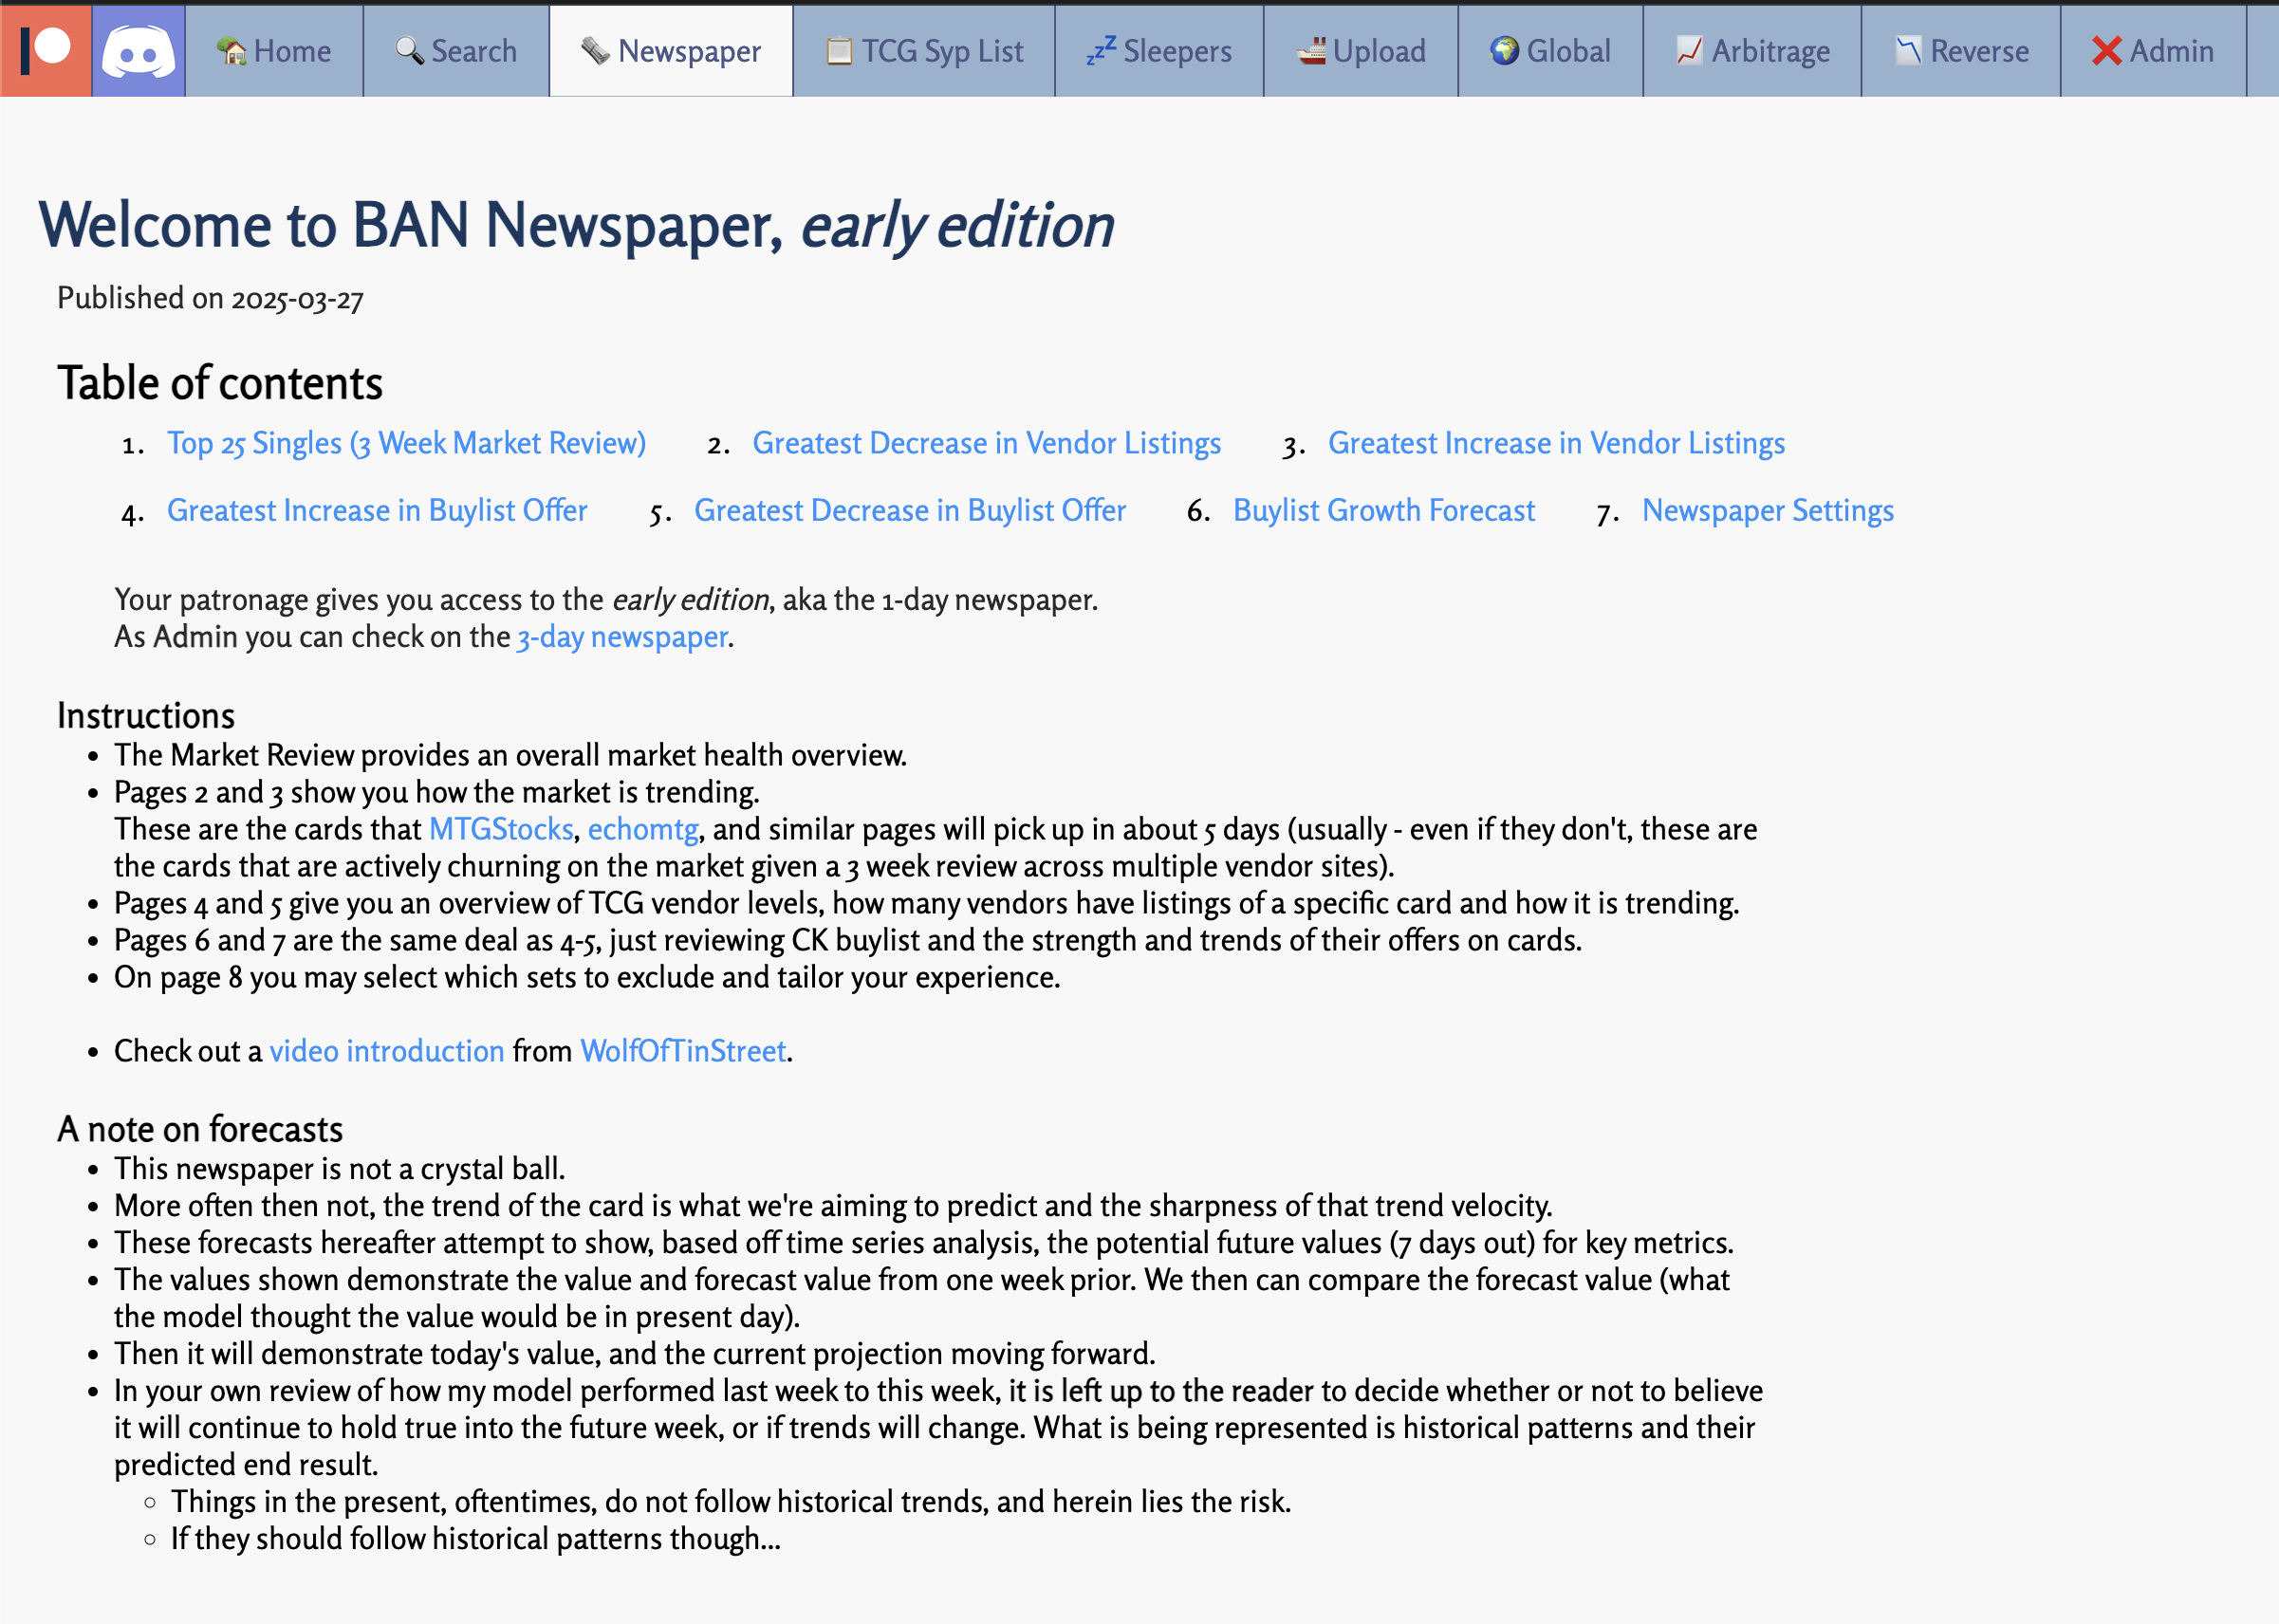 Home Search Newspaper TCG Syp List zzZ Sleepers Upload Global Arbitrage Reverse Admin
Welcome to BAN Newspaper, early edition
Published on 2025-03-27
Table of contents
1. Top 25 Singles (3 Week Market Review) 2. Greatest Decrease in Vendor Listings 3. Greatest Increase in Vendor Listings
4. Greatest Increase in Buylist Offer 5. Greatest Decrease in Buylist Offer 6. Buylist Growth Forecast 7. Newspaper Settings
Your patronage gives you access to the early edition, aka the 1-day newspaper.
As Admin you can check on the 3-day newspaper.
Instructions
• The Market Review provides an overall market health overview.
• Pages 2 and 3 show you how the market is trending.
These are the cards that MTGStocks, echomtg, and similar pages will pick up in about 5 days (usually - even if they don't, these are
the cards that are actively churning on the market given a 3 week review across multiple vendor sites).
• Pages 4 and 5 give you an overview of TCG vendor levels, how many vendors have listings of a specific card and how it is trending.
• Pages 6 and 7 are the same deal as 4-5, just reviewing CK buylist and the strength and trends of their offers on cards.
• On page 8 you may select which sets to exclude and tailor your experience.
• Check out a video introduction from WolfOfTinStreet.
A note on forecasts
• This newspaper is not a crystal ball.
• More often then not, the trend of the card is what we're aiming to predict and the sharpness of that trend velocity.
• These forecasts hereafter attempt to show, based off time series analysis, the potential future values (7 days out) for key metrics.
• The values shown demonstrate the value and forecast value from one week prior. We then can compare the forecast value (what
the model thought the value would be in present day).
• Then it will demonstrate today's value, and the current projection moving forward.
• In your own review of how my model performed last week to this week, it is left up to the reader to decide whether or not to believe
it will continue to hold true into the future week, or if trends will change. What is being represented is historical patterns and their
predicted end result.
◦ Things in the present, oftentimes, do not follow historical trends, and herein lies the risk.
◦ If they should follow historical patterns though...